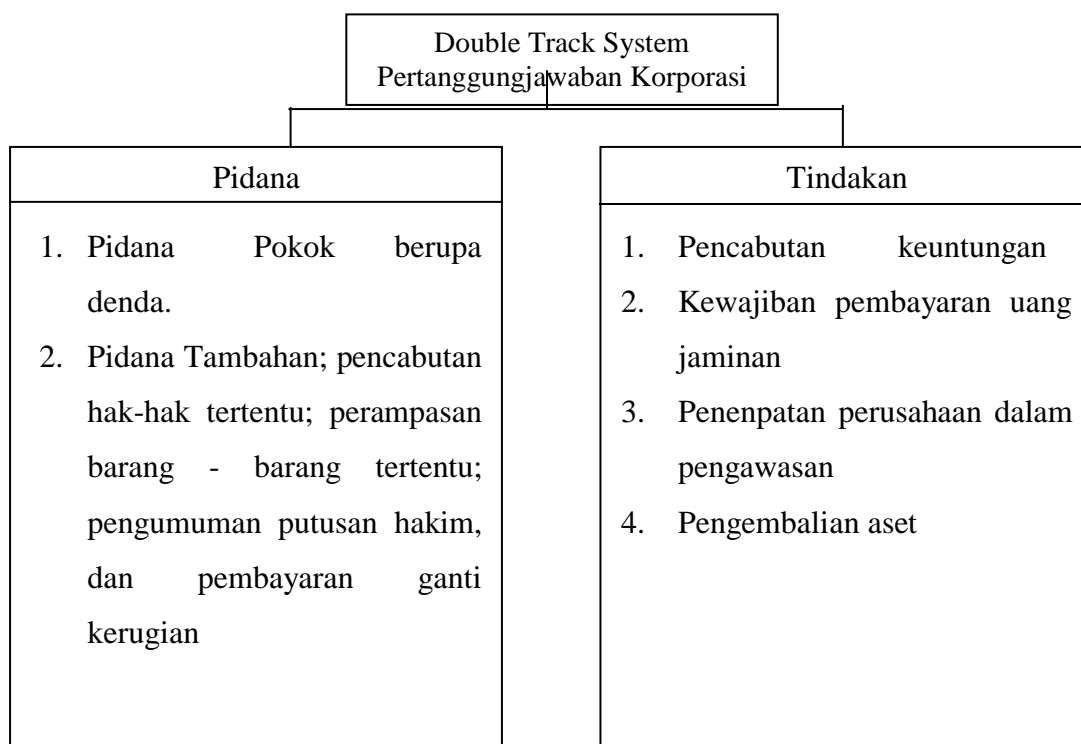 Double Track System
Pertanggungjawaban Korporasi
Pidana
1. Pidana Pokok berupa
denda.
2. Pidana Tambahan; pencabutan
hak-hak tertentu; perampasan
barang - barang tertentu;
pengumuman putusan hakim,
dan pembayaran ganti
kerugian
Tindakan
1. Pencabutan keuntungan
2. Kewajiban pembayaran uang
jaminan
3. Penenpatan perusahaan dalam
pengawasan
4. Pengembalian aset